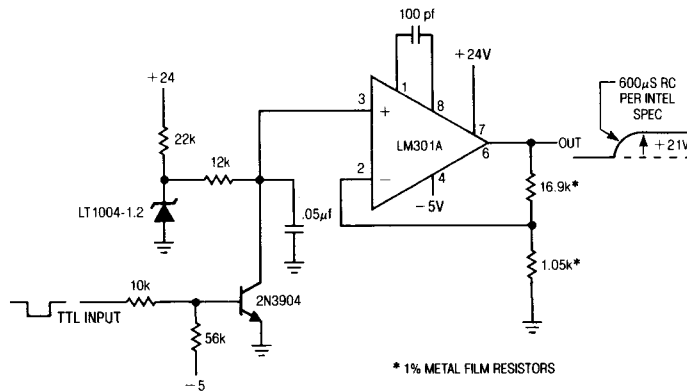 100 pf
+24V
+24
1
8
600µS RC
PER INTEL
SPEC
3
+
7
22k
LM301A
6
OUT
+21V
12k
2
−
4
−5V
16.9k*
LT1004-1.2
.05µf
1.05k*
10k
2N3904
TTL INPUT
56k
−5
* 1% METAL FILM RESISTORS